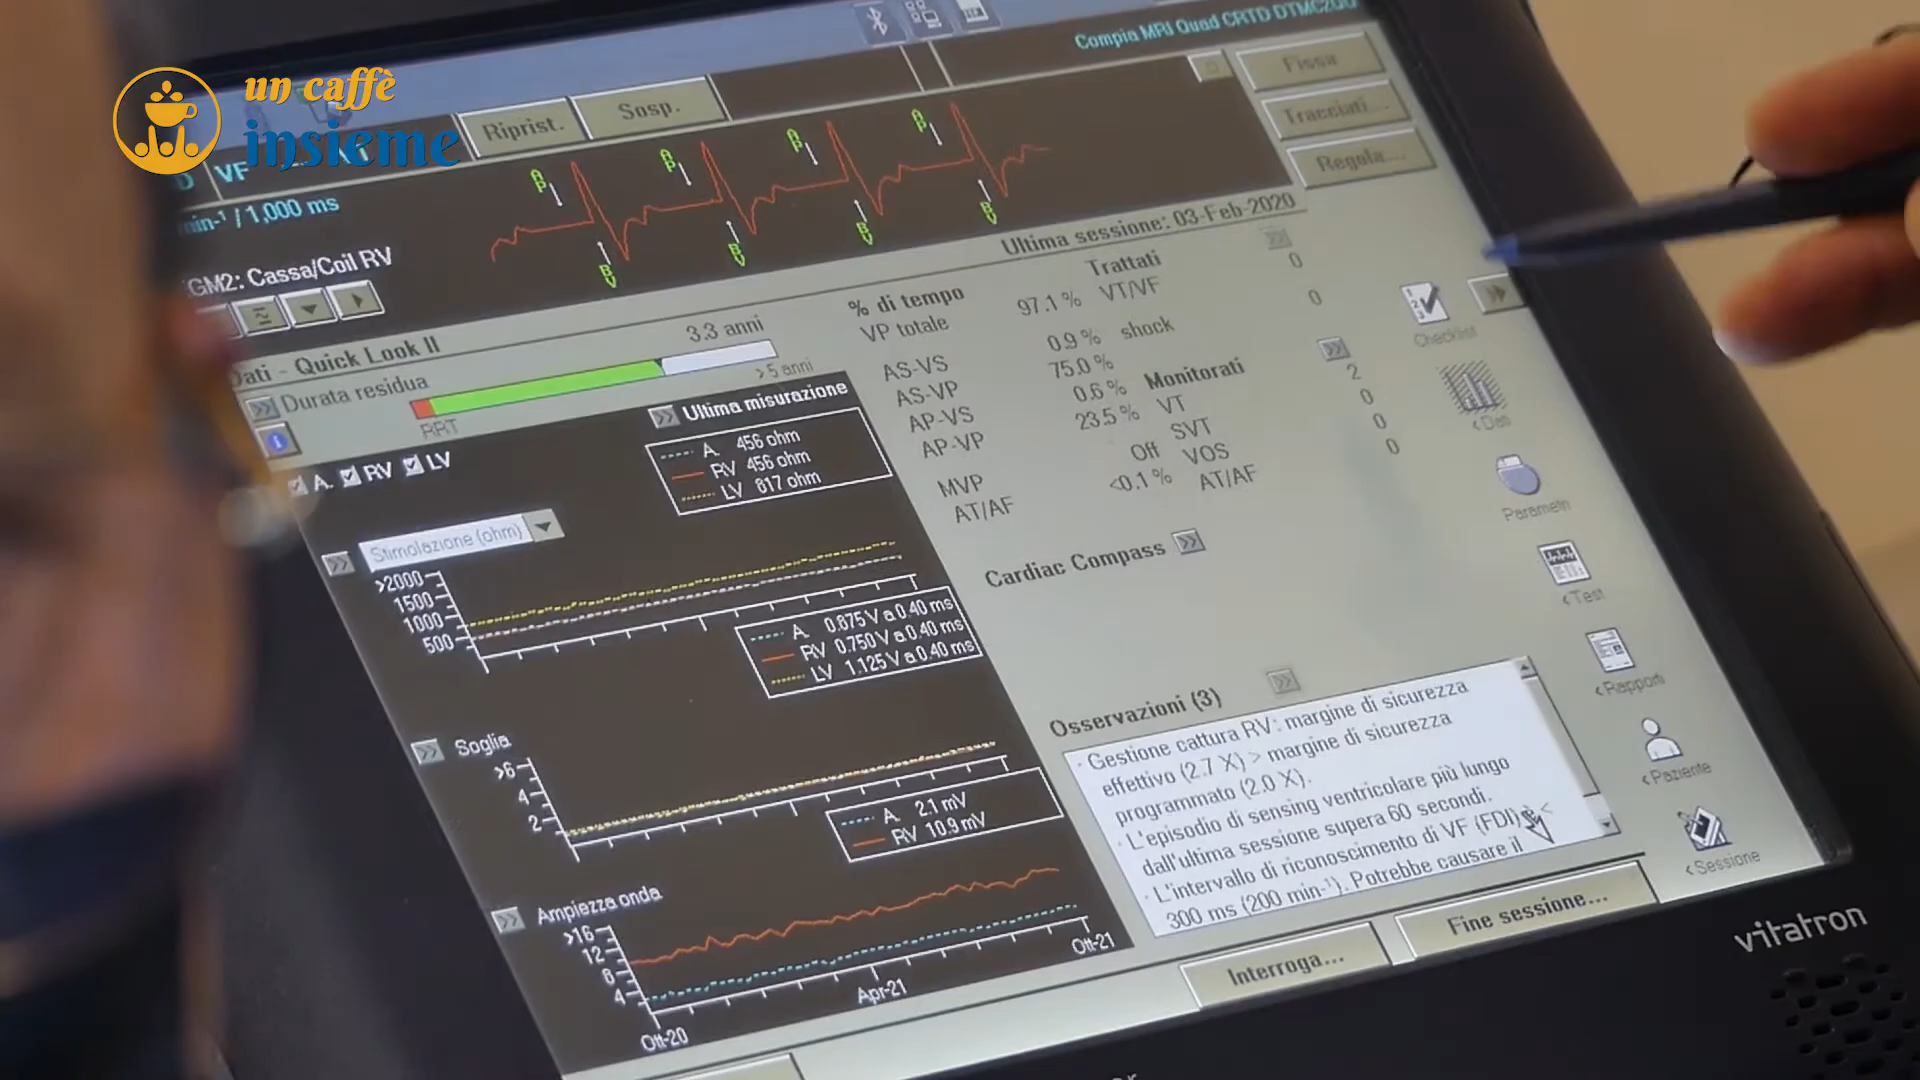 un caffè
insieme
Compia MRI Quad CRTD
Riprist.
Sosp.
Fissa
Tracciati...
Regola...
VF
min-¹ / 1,000 ms
EGM2: Cassa/Coil RV
Ultima sessione: 03-Feb-2020
Dati - Quick Look II
Durata residua
3.3 anni
> 5 anni
RRT
Ultima misurazione
A. 456 ohm
RV 456 ohm
LV 817 ohm
A. RV LV
Stimolazione (ohm)
>2000
1500
1000
500
A. 0.875 V a 0.40 ms
RV 0.750 V a 0.40 ms
LV 1.125 V a 0.40 ms
Soglia
>6
4
2
A. 2.1 mV
RV 10.9 mV
Ampiezza onda
>16
12
8
4
Ott-20
Apr-21
Ott-21
% di tempo
VP totale 97.1 %
AS-VS 0.9 %
AS-VP 75.0 %
AP-VS 0.6 %
AP-VP 23.5 %
MVP Off
AT/AF <0.1 %
Trattati
VT/VF 0
shock 0
Monitorati
VT 2
SVT 0
VOS 0
AT/AF 0
Cardiac Compass
Osservazioni (3)
· Gestione cattura RV: margine di sicurezza
effettivo (2.7 X) > margine di sicurezza
programmato (2.0 X).
· L'episodio di sensing ventricolare più lungo
dall'ultima sessione supera 60 secondi.
· L'intervallo di riconoscimento di VF (FDI) è <
300 ms (200 min-¹). Potrebbe causare il
Checklist
< Dati
Parametri
< Test
< Rapporti
< Paziente
< Sessione
Interroga...
Fine sessione...
vitatron